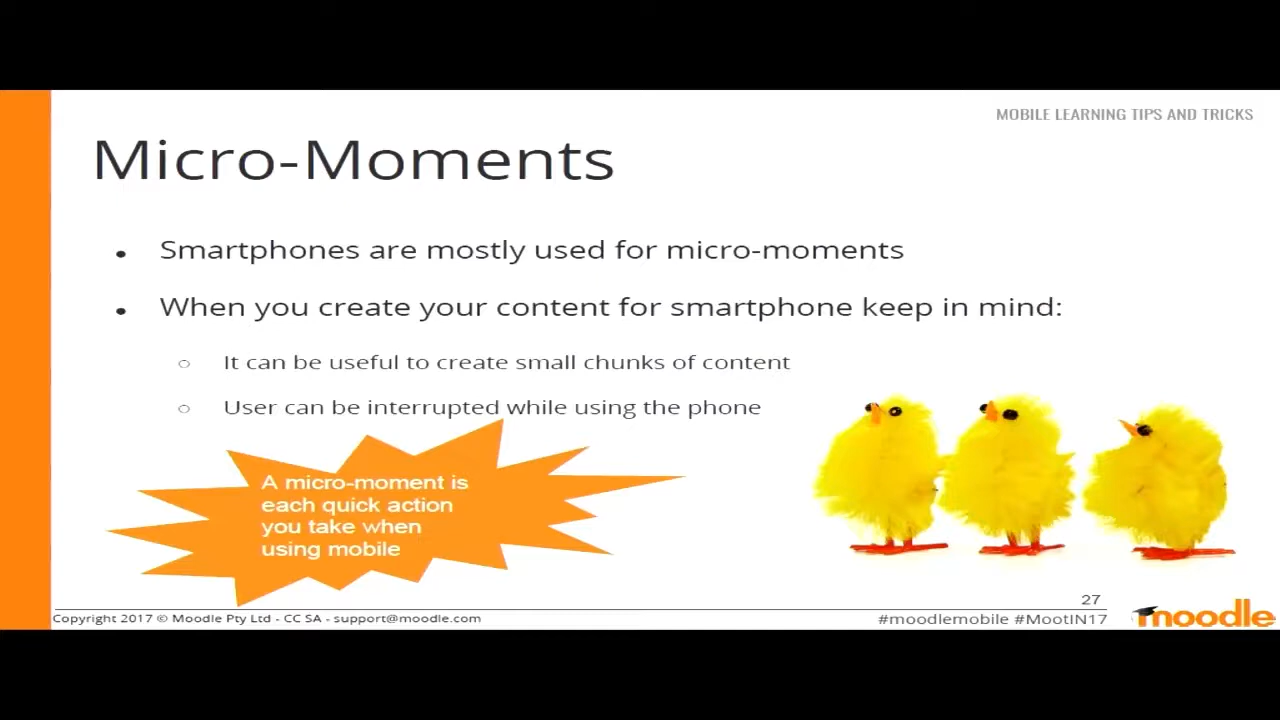 MOBILE LEARNING TIPS AND TRICKS
Micro-Moments
• Smartphones are mostly used for micro-moments
• When you create your content for smartphone keep in mind:
○ It can be useful to create small chunks of content
○ User can be interrupted while using the phone
A micro-moment is
each quick action
you take when
using mobile
27
Copyright 2017 © Moodle Pty Ltd - CC SA - support@moodle.com
#moodlemobile #MootIN17
moodle